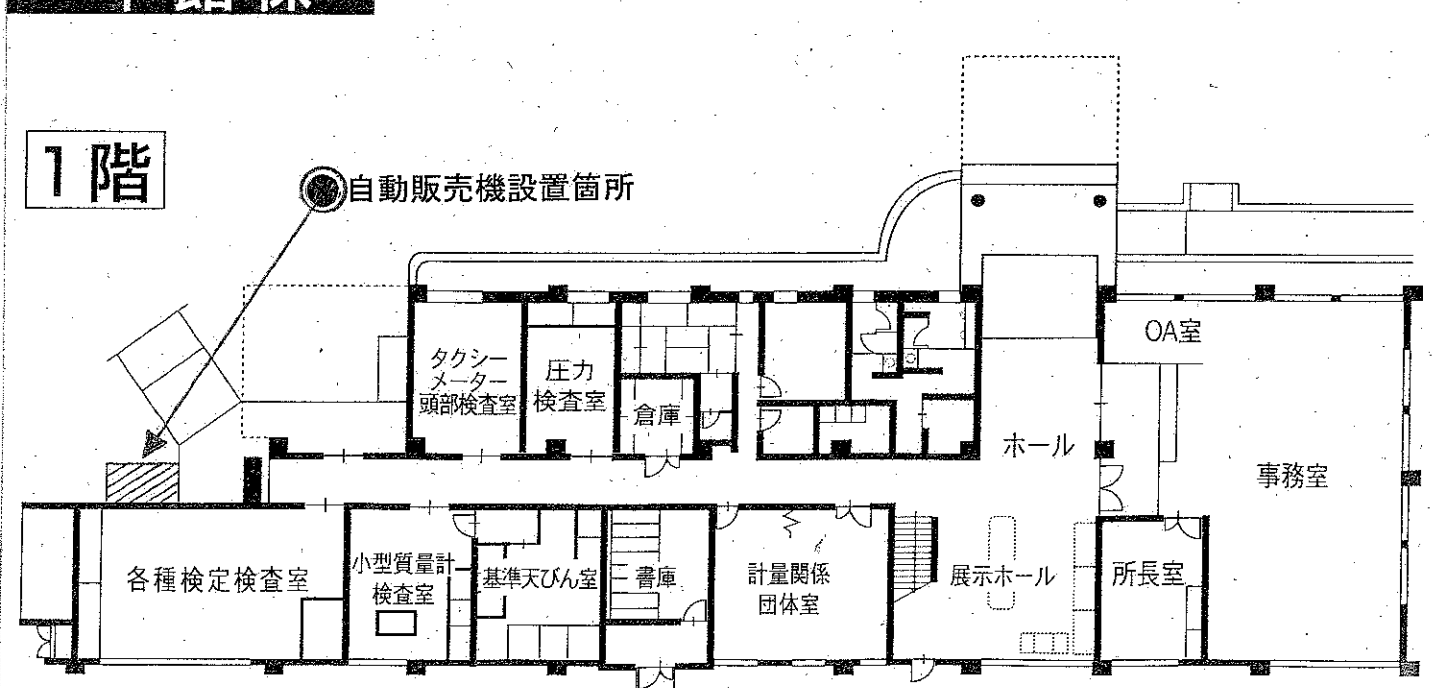 1階
自動販売機設置箇所
OA室
タクシー
メーター
頭部検査室
圧力
検査室
倉庫
ホール
事務室
各種検定検査室
小型質量計
検査室
基準天びん室
書庫
計量関係
団体室
展示ホール
所長室